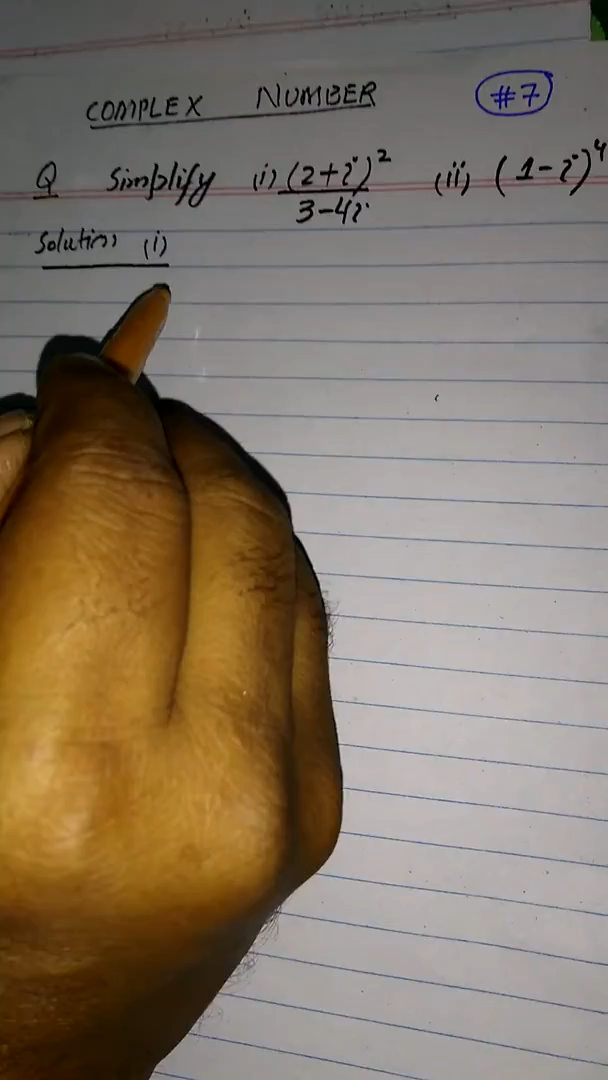 COMPLEX NUMBER #7
Q Simplify (i) (2+i)²/3-4i (ii) (1-i)⁴
Solution (i)